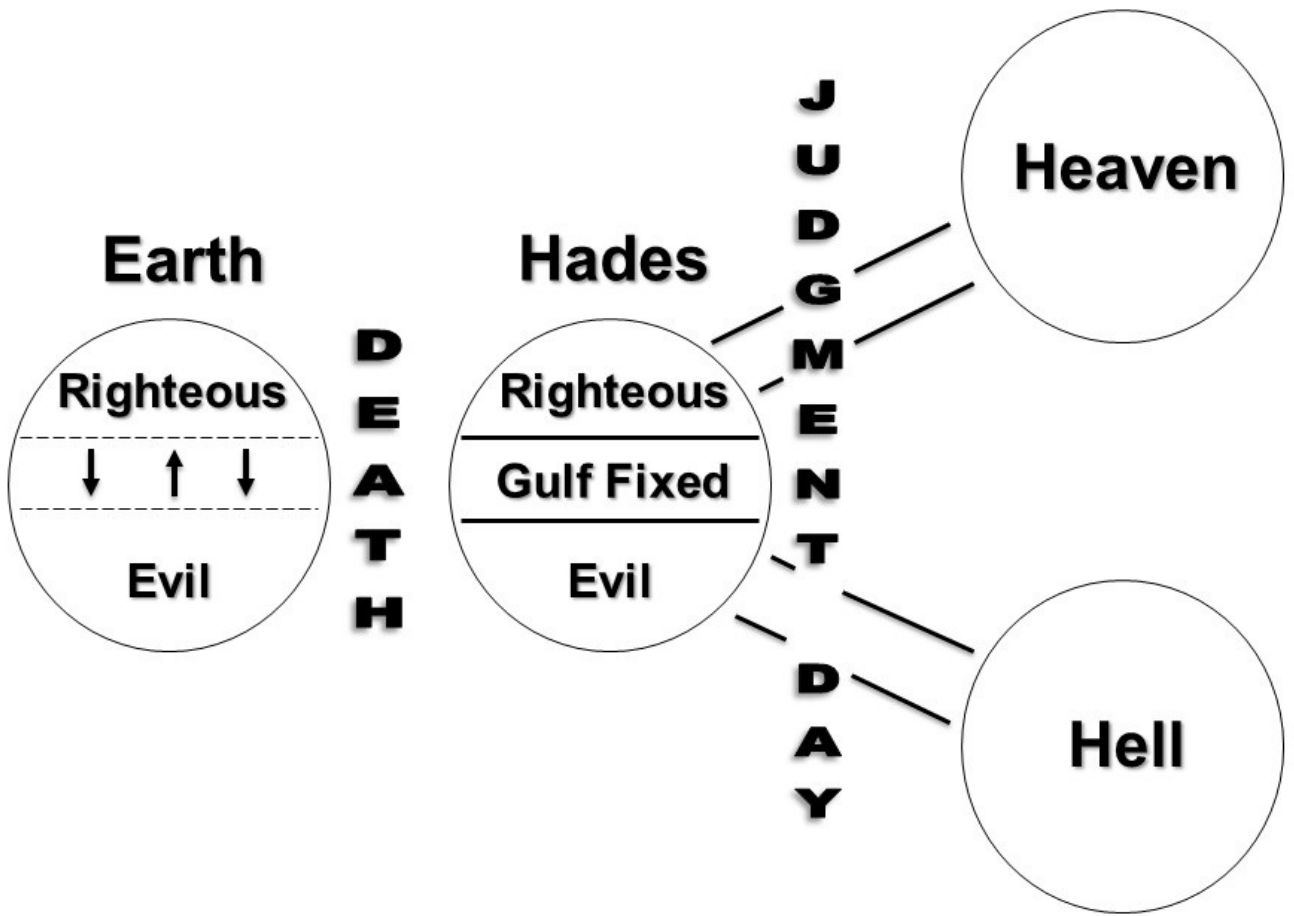 Earth
Righteous
Evil
DEATH
Hades
Righteous
Gulf Fixed
Evil
JUDGMENT
DAY
Heaven
Hell